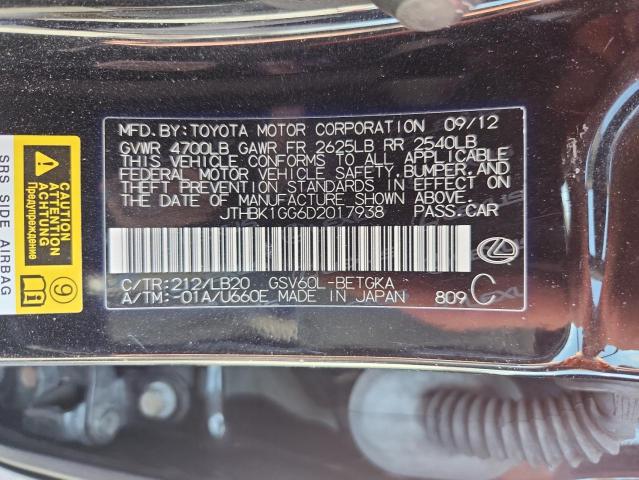 MFD.BY:TOYOTA MOTOR CORPORATION 09/12
GVWR 4700LB GAWR FR 2625LB RR 2540LB
THIS VEHICLE CONFORMS TO ALL APPLICABLE
FEDERAL MOTOR VEHICLE SAFETY,BUMPER,AND
THEFT PREVENTION STANDARDS IN EFFECT ON
THE DATE OF MANUFACTURE SHOWN ABOVE.
JTHBK1GG6D2017938 PASS.CAR
C/TR:212/LB20 GSV60L-BETGKA
A/TM:-01A/U660E MADE IN JAPAN 809 G
SRS SIDE AIRBAG
ATTENTION
ACHTUNG
Предупреждение
9